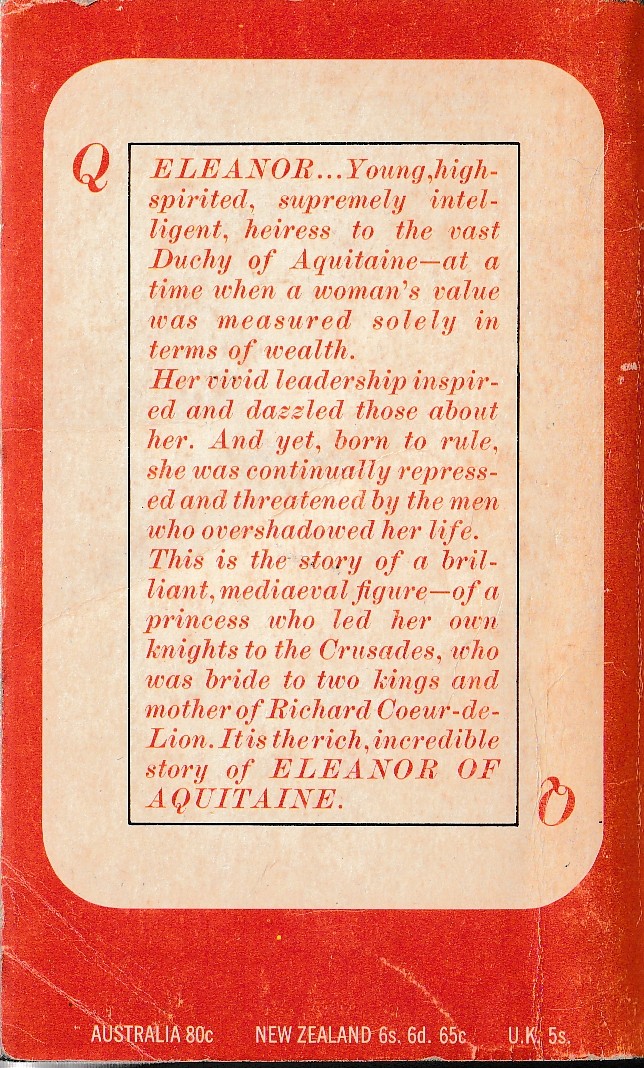 Q
ELEANOR...Young, high-
spirited, supremely intel-
ligent, heiress to the vast
Duchy of Aquitaine—at a
time when a woman's value
was measured solely in
terms of wealth.
Her vivid leadership inspir-
ed and dazzled those about
her. And yet, born to rule,
she was continually repress-
ed and threatened by the men
who overshadowed her life.
This is the story of a bril-
liant, mediaeval figure—of a
princess who led her own
knights to the Crusades, who
was bride to two kings and
mother of Richard Coeur-de-
Lion. It is the rich, incredible
story of ELEANOR OF
AQUITAINE.
Q
AUSTRALIA 80c NEW ZEALAND 6s. 6d. 65c U.K. 5s.